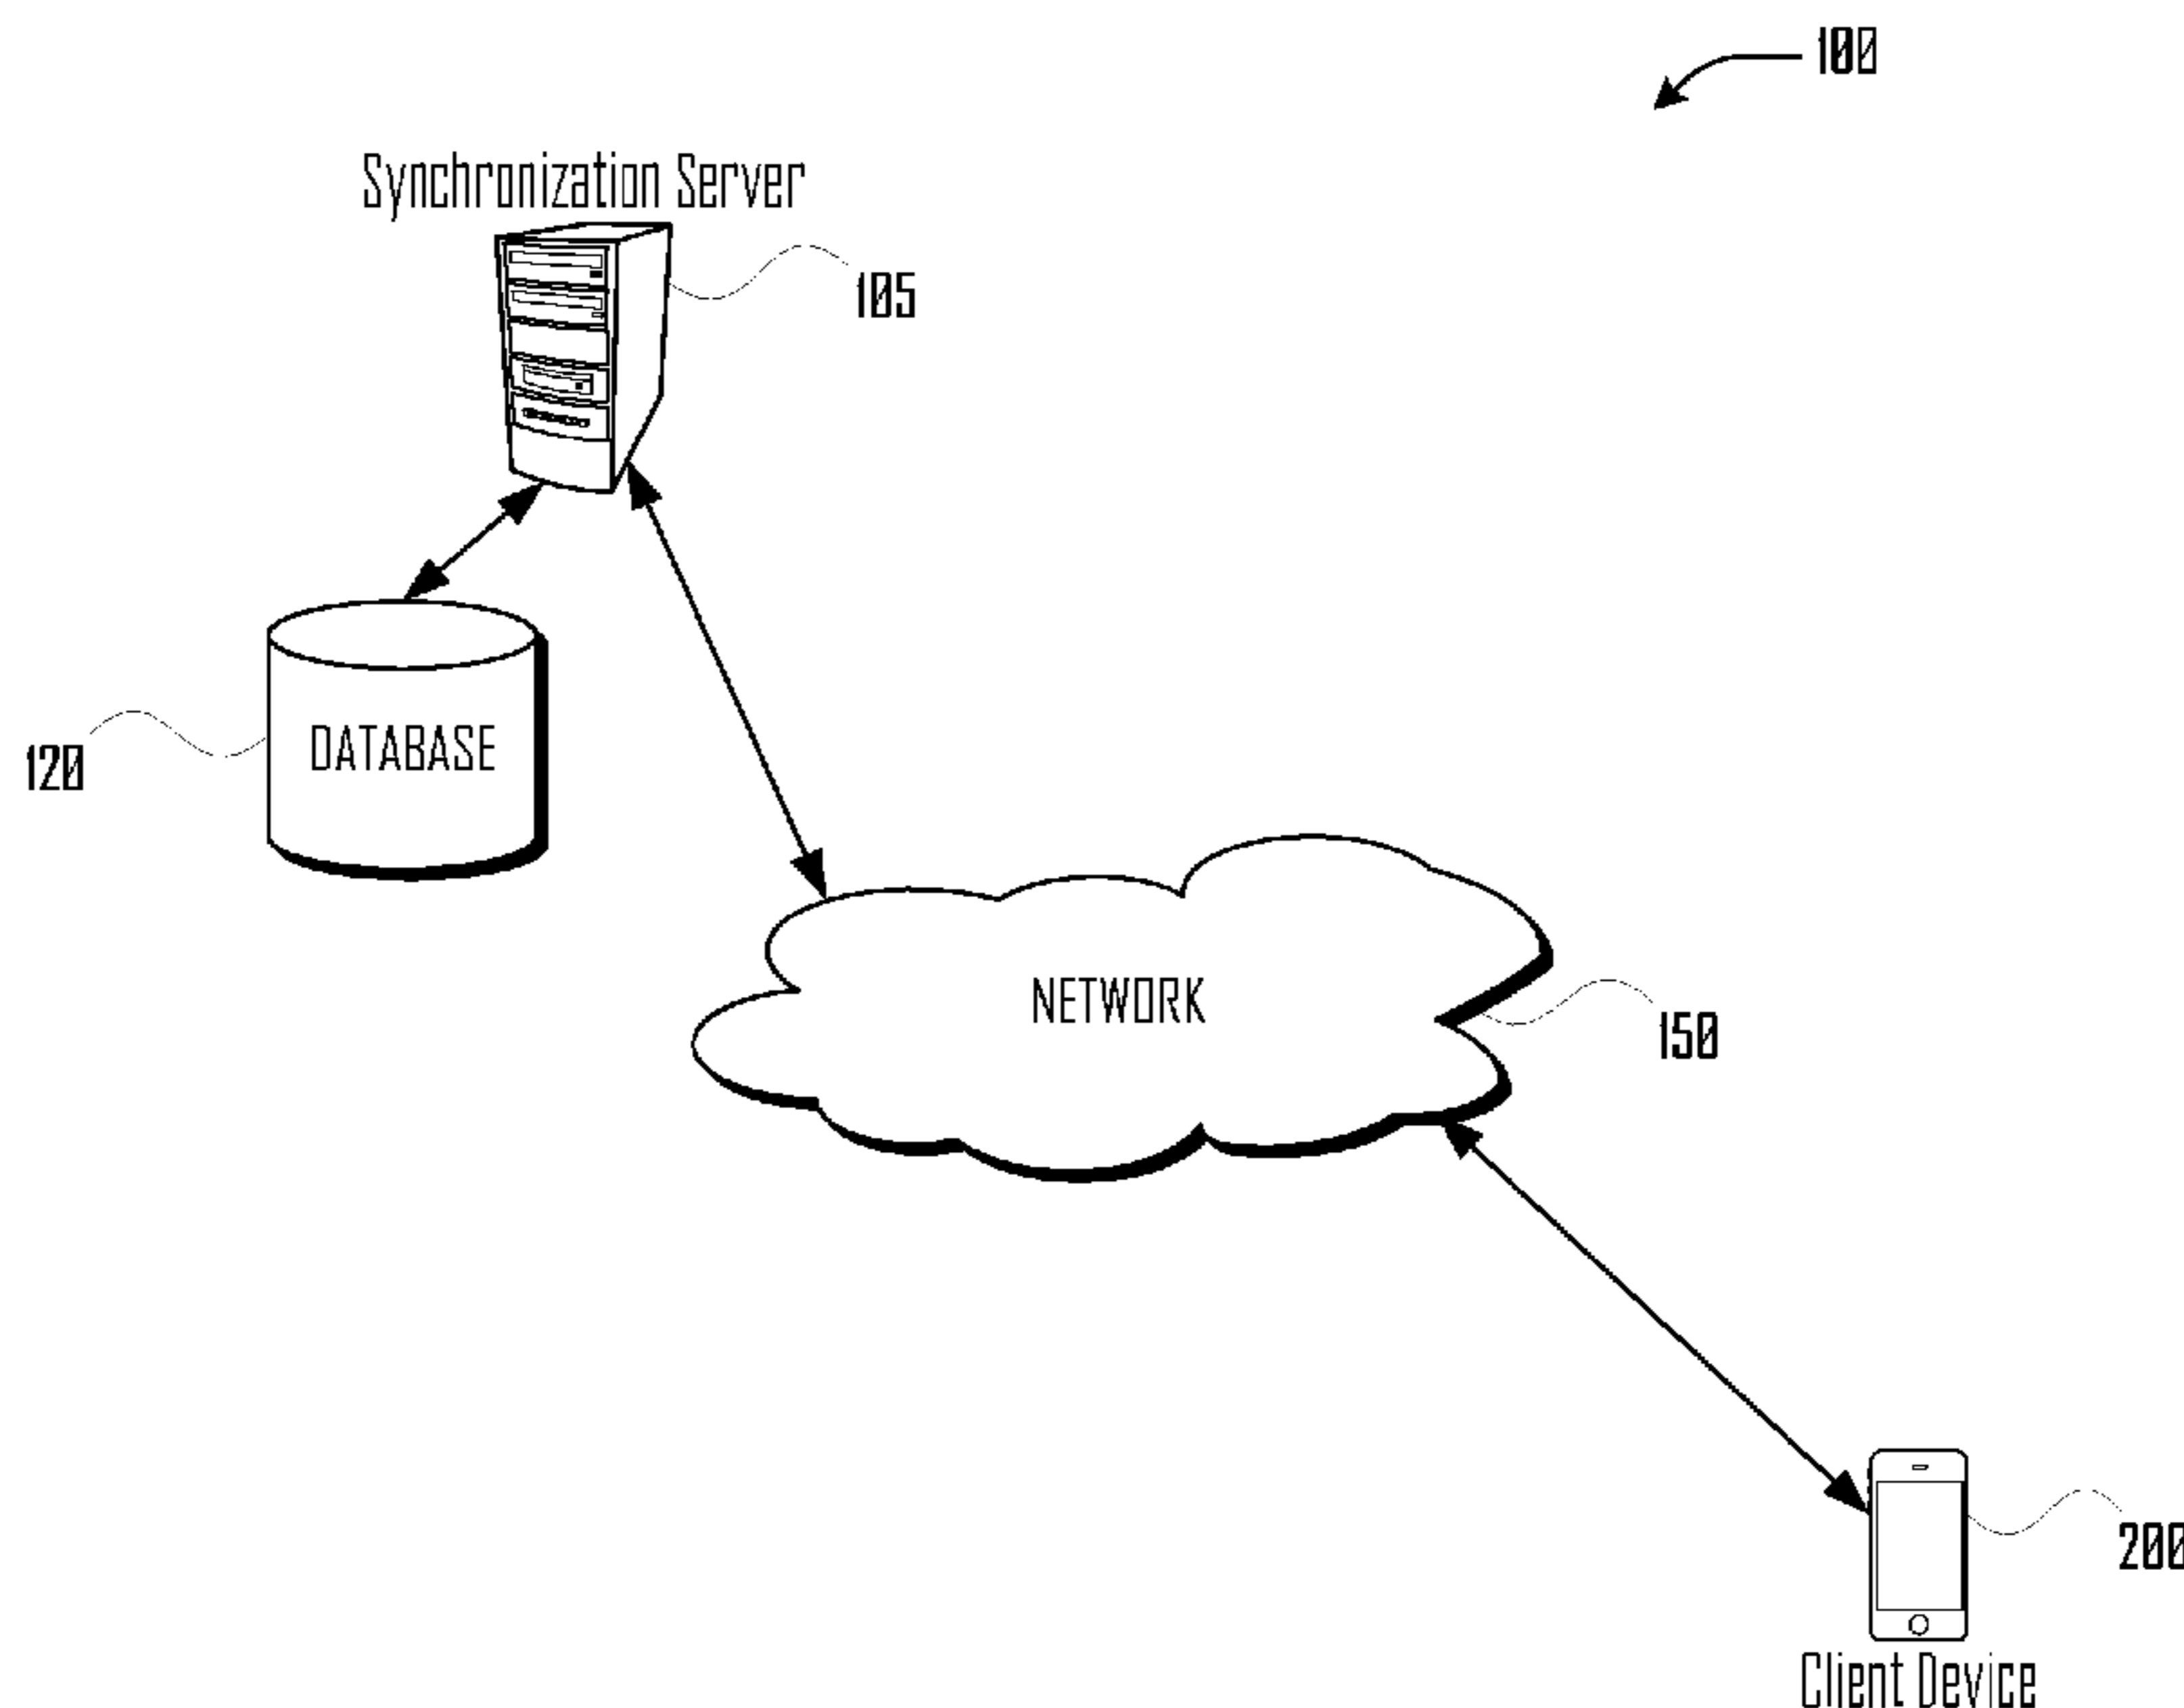 100
Synchronization Server
105
DATABASE
120
NETWORK
150
200
Client Device